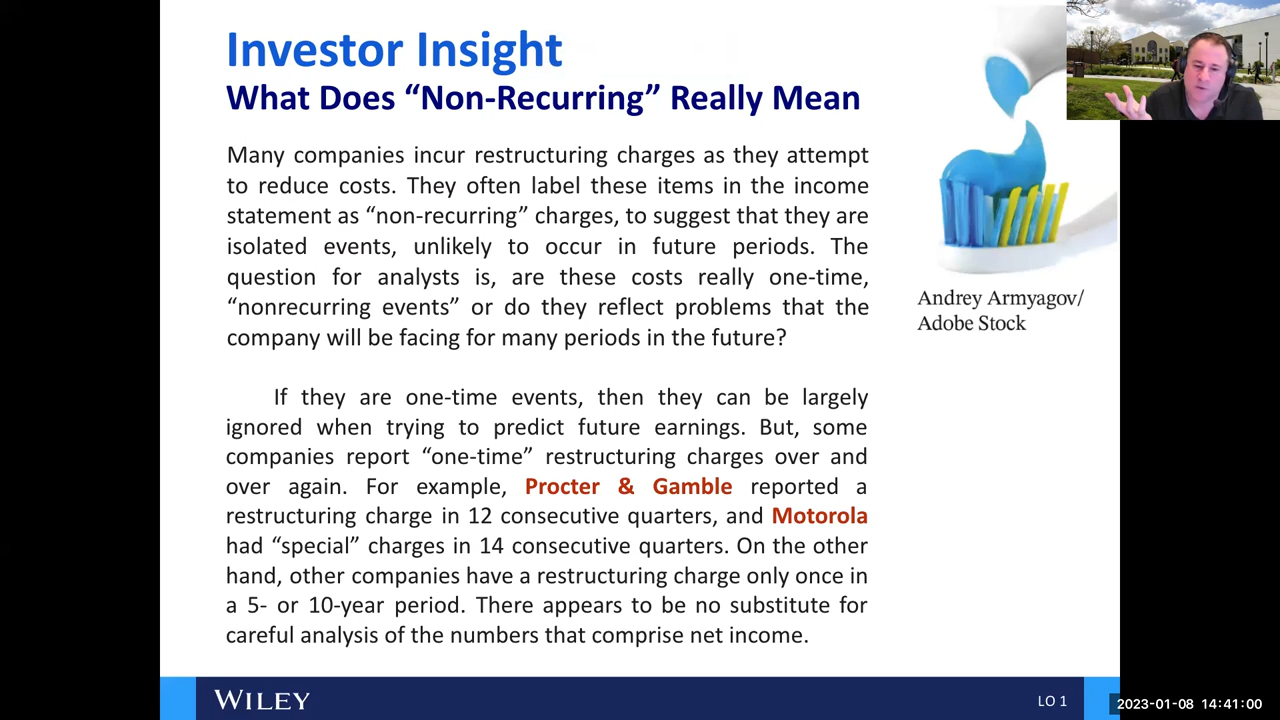 Investor Insight
What Does “Non-Recurring” Really Mean
Many companies incur restructuring charges as they attempt
to reduce costs. They often label these items in the income
statement as “non-recurring” charges, to suggest that they are
isolated events, unlikely to occur in future periods. The
question for analysts is, are these costs really one-time,
“nonrecurring events” or do they reflect problems that the
company will be facing for many periods in the future?
If they are one-time events, then they can be largely
ignored when trying to predict future earnings. But, some
companies report “one-time” restructuring charges over and
over again. For example, Procter & Gamble reported a
restructuring charge in 12 consecutive quarters, and Motorola
had “special” charges in 14 consecutive quarters. On the other
hand, other companies have a restructuring charge only once in
a 5- or 10-year period. There appears to be no substitute for
careful analysis of the numbers that comprise net income.
Andrey Armyagov/
Adobe Stock
WILEY
LO 1
2023-01-08 14:41:00